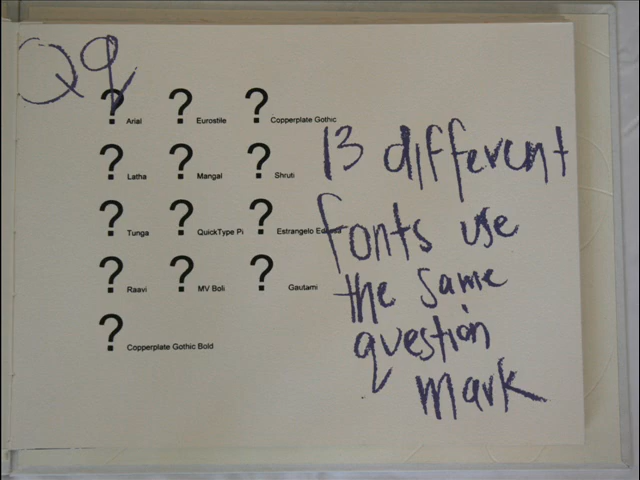 Qq
? Arial ? Eurostile ? Copperplate Gothic
? Latha ? Mangal ? Shruti
? Tunga ? QuickType Pi ? Estrangelo Edessa
? Raavi ? MV Boli ? Gautami
? Copperplate Gothic Bold
13 different
fonts use
the same
question
mark